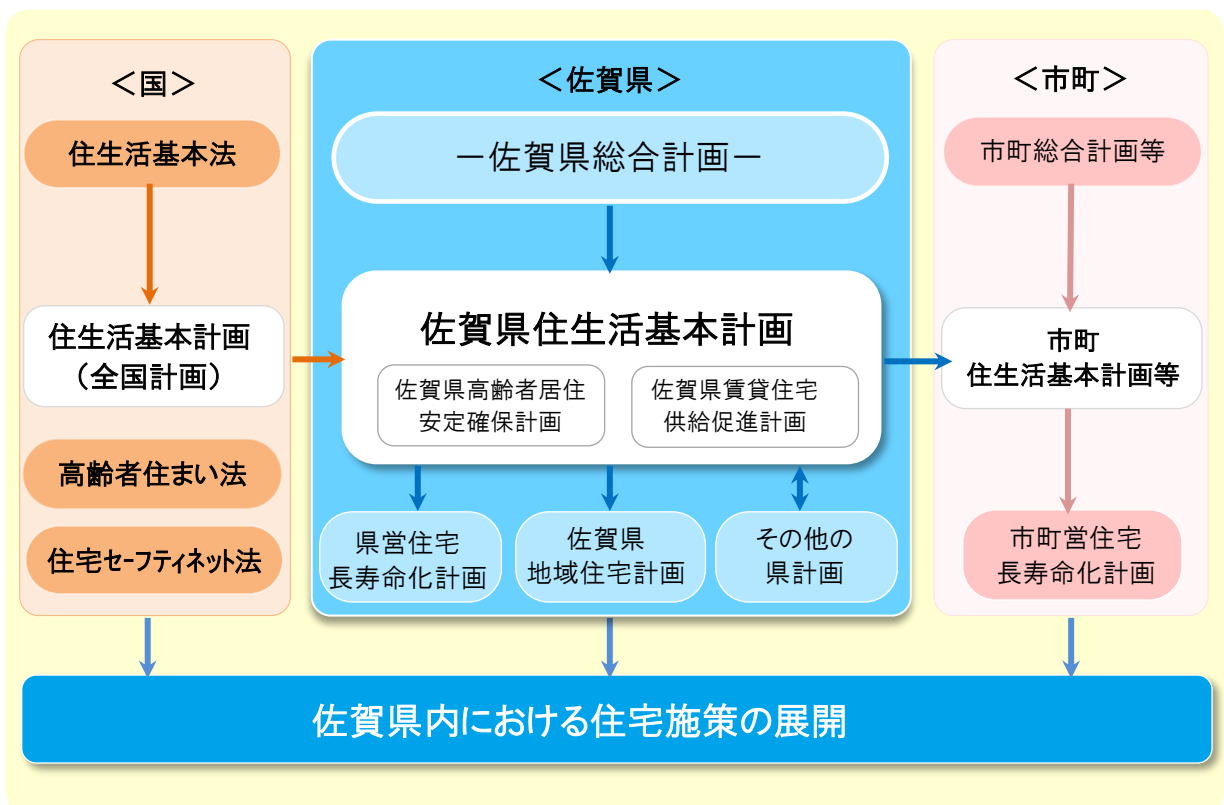 ＜国＞
住生活基本法
住生活基本計画
（全国計画）
高齢者住まい法
住宅セーフティネット法
＜佐賀県＞
－佐賀県総合計画－
佐賀県住生活基本計画
佐賀県高齢者居住
安定確保計画
佐賀県賃貸住宅
供給促進計画
県営住宅
長寿命化計画
佐賀県
地域住宅計画
その他の
県計画
＜市町＞
市町総合計画等
市町
住生活基本計画等
市町営住宅
長寿命化計画
佐賀県内における住宅施策の展開